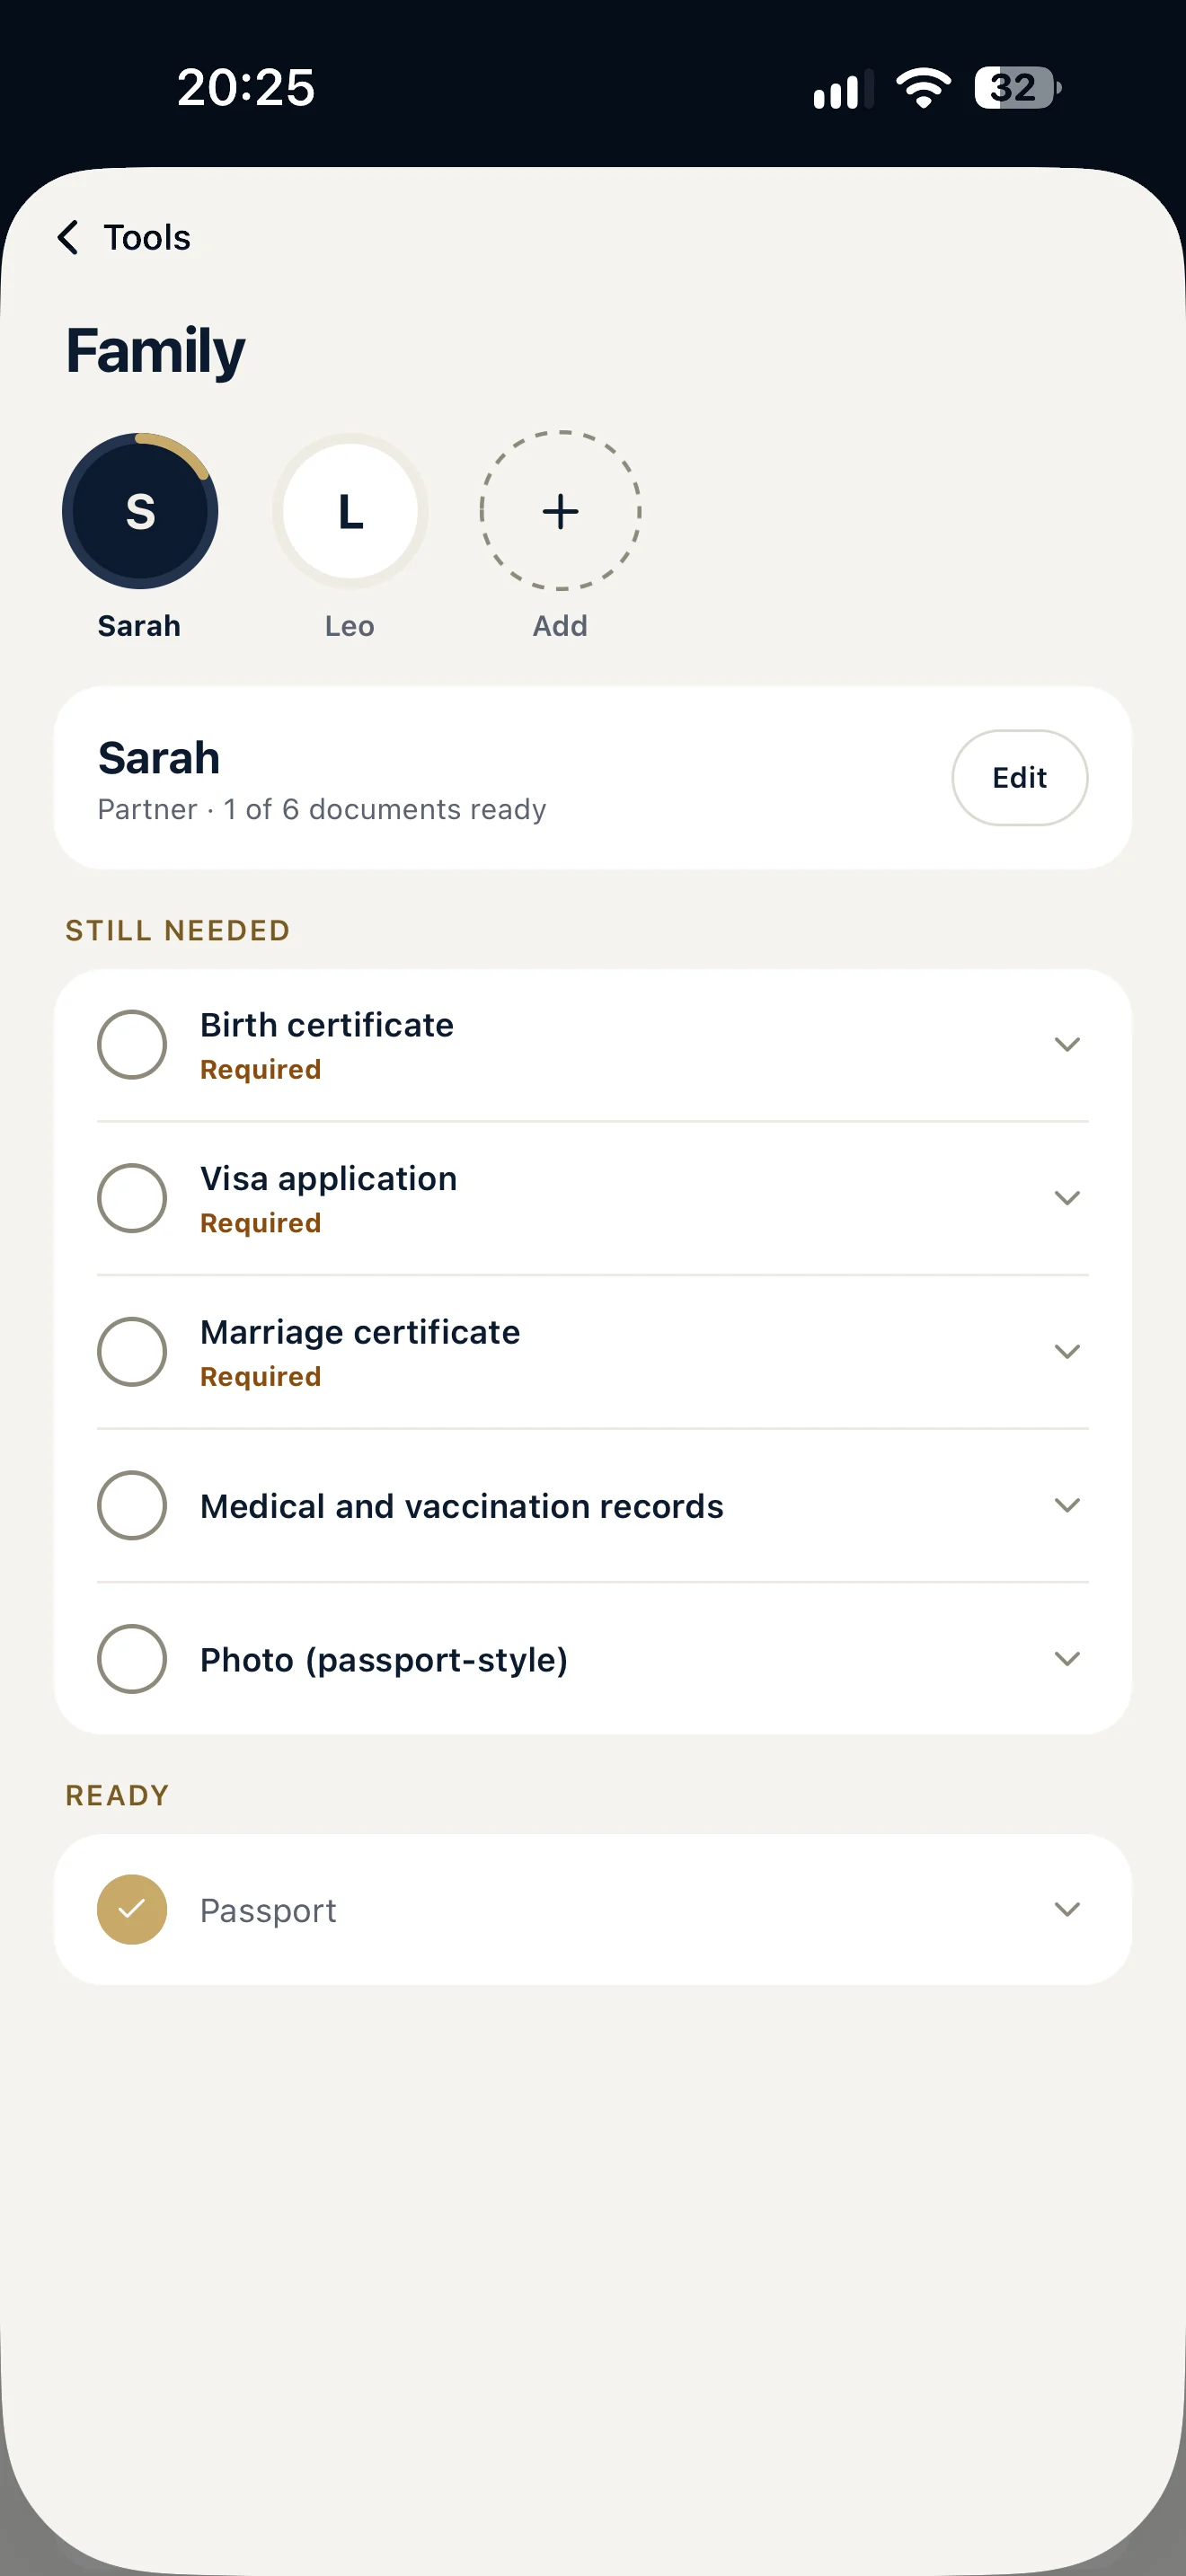 20:25
32
Tools
Family
S
L
+
Sarah
Leo
Add
Sarah
Partner · 1 of 6 documents ready
Edit
STILL NEEDED
Birth certificate
Required
Visa application
Required
Marriage certificate
Required
Medical and vaccination records
Photo (passport-style)
READY
Passport